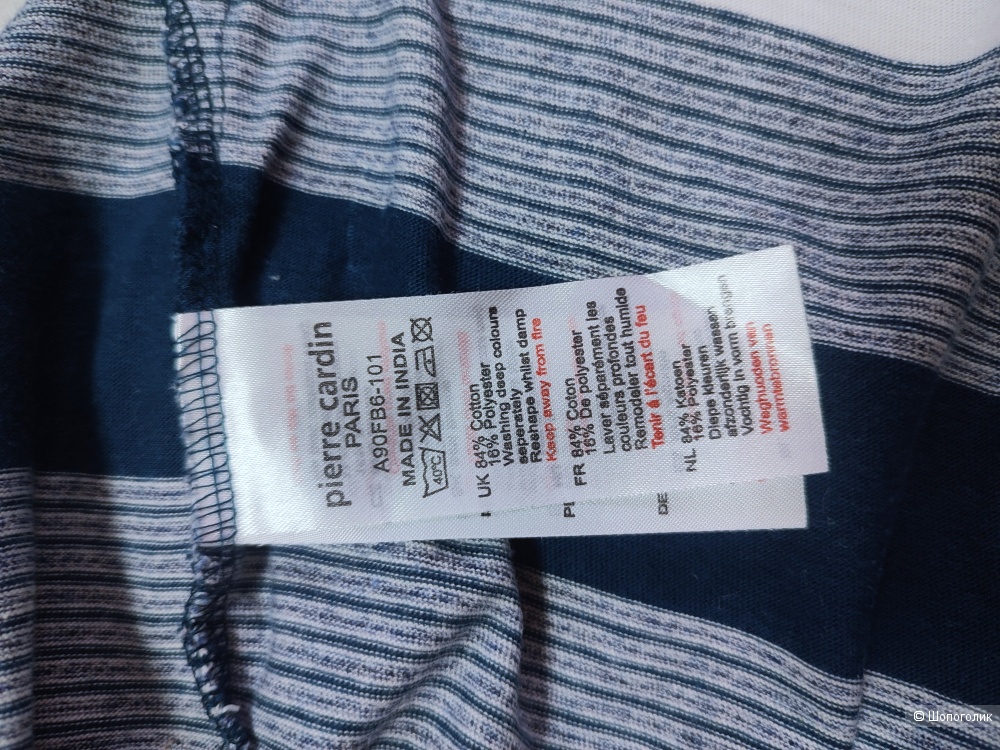 pierre cardin
PARIS
A90FB6-101
MADE IN INDIA
40°C
UK 84% Cotton
16% Polyester
Washing deep colours
seperately
Reshape whilst damp
Keep away from fire
FR 84% Coton
16% De polyester
Laver séparément les
couleurs profondes
Remodeler tout humide
Tenir à l'écart du feu
NL 84% Katoen
16% Polyester
Diepe kleuren
afzonderlijk wassen
Vochtig in vorm brengen
Weghouden van
warmtebronnen
DE
© Шопоголик